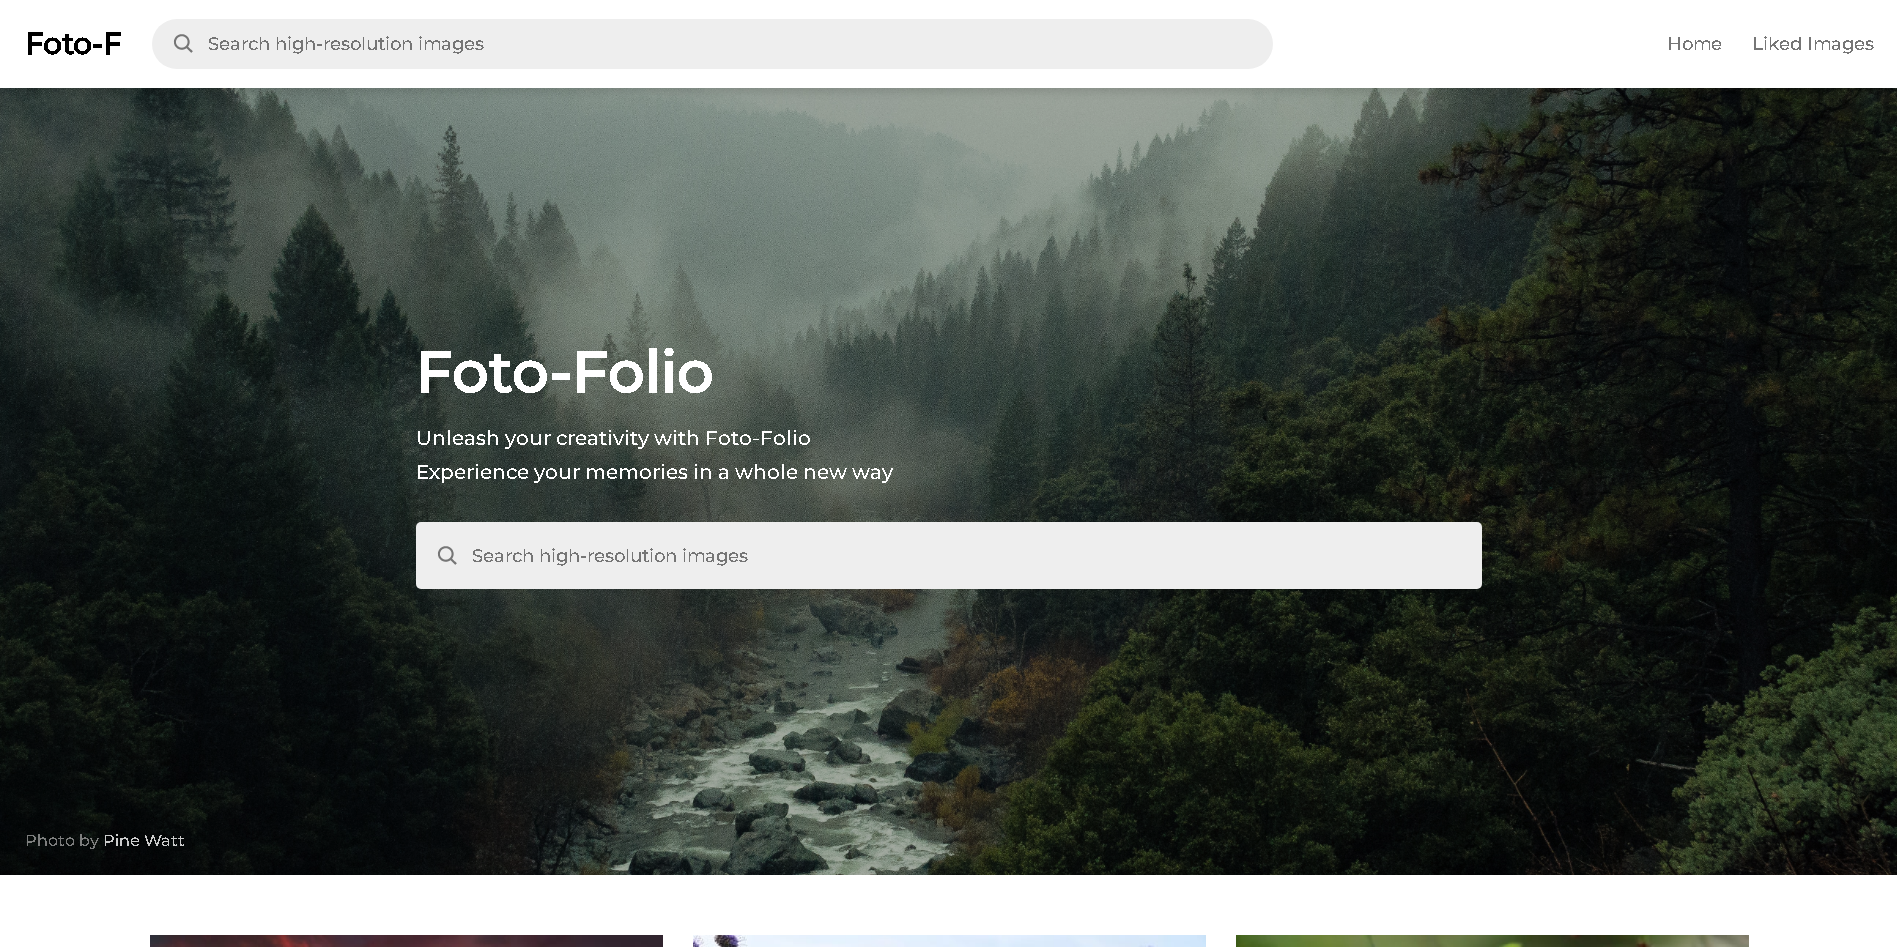 Foto-F
Search high-resolution images
Home
Liked Images
Foto-Folio
Unleash your creativity with Foto-Folio
Experience your memories in a whole new way
Search high-resolution images
Photo by Pine Watt